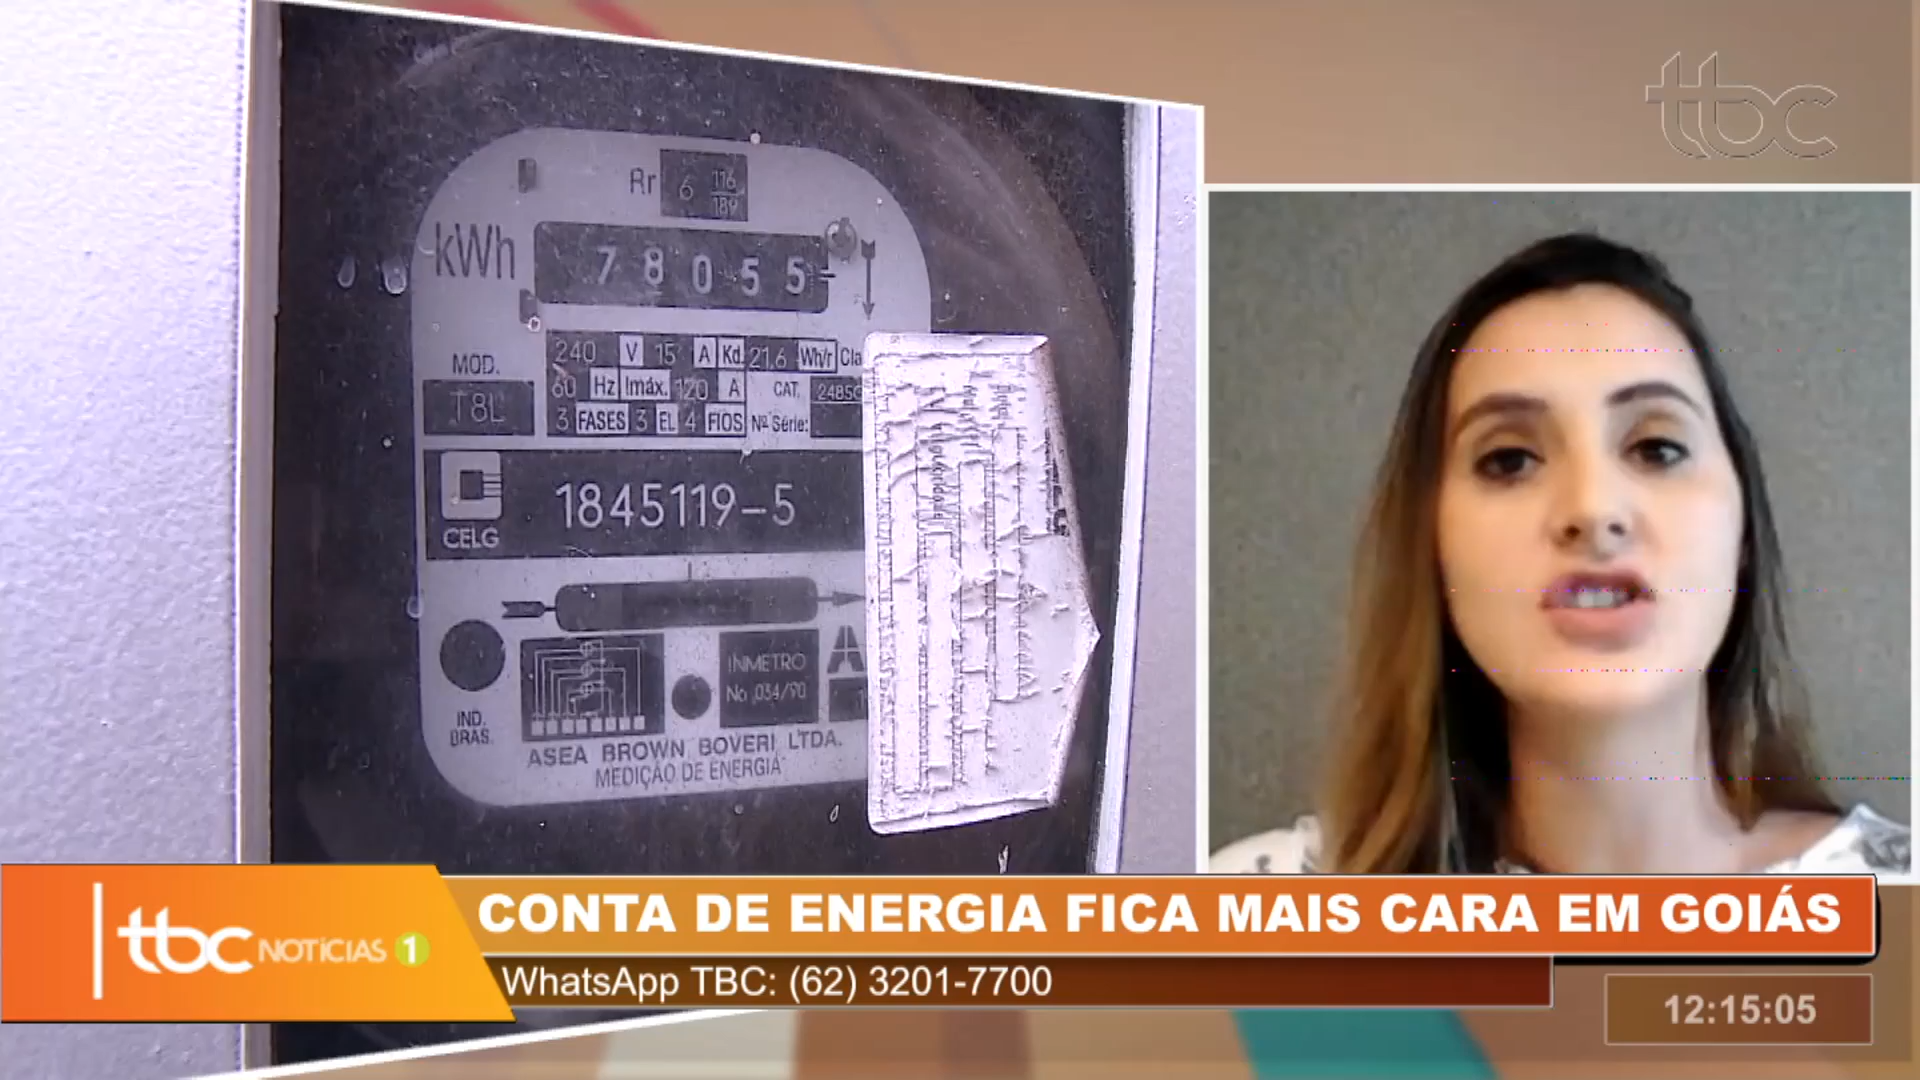 tbc
Rr 6 116
189
kWh 78055
MOD.
T8L
240 V 15 A Kd 21,6 Wh/r Cla
60 Hz Imáx. 120 A CAT.
3 FASES 3 EL 4 FIOS Nº Série:
CELG
1845119-5
INMETRO
No 034/90
IND.
BRAS.
ASEA BROWN BOVERI LTDA.
MEDIÇÃO DE ENERGIA
tbc NOTÍCIAS 1
CONTA DE ENERGIA FICA MAIS CARA EM GOIÁS
WhatsApp TBC: (62) 3201-7700
12:15:05